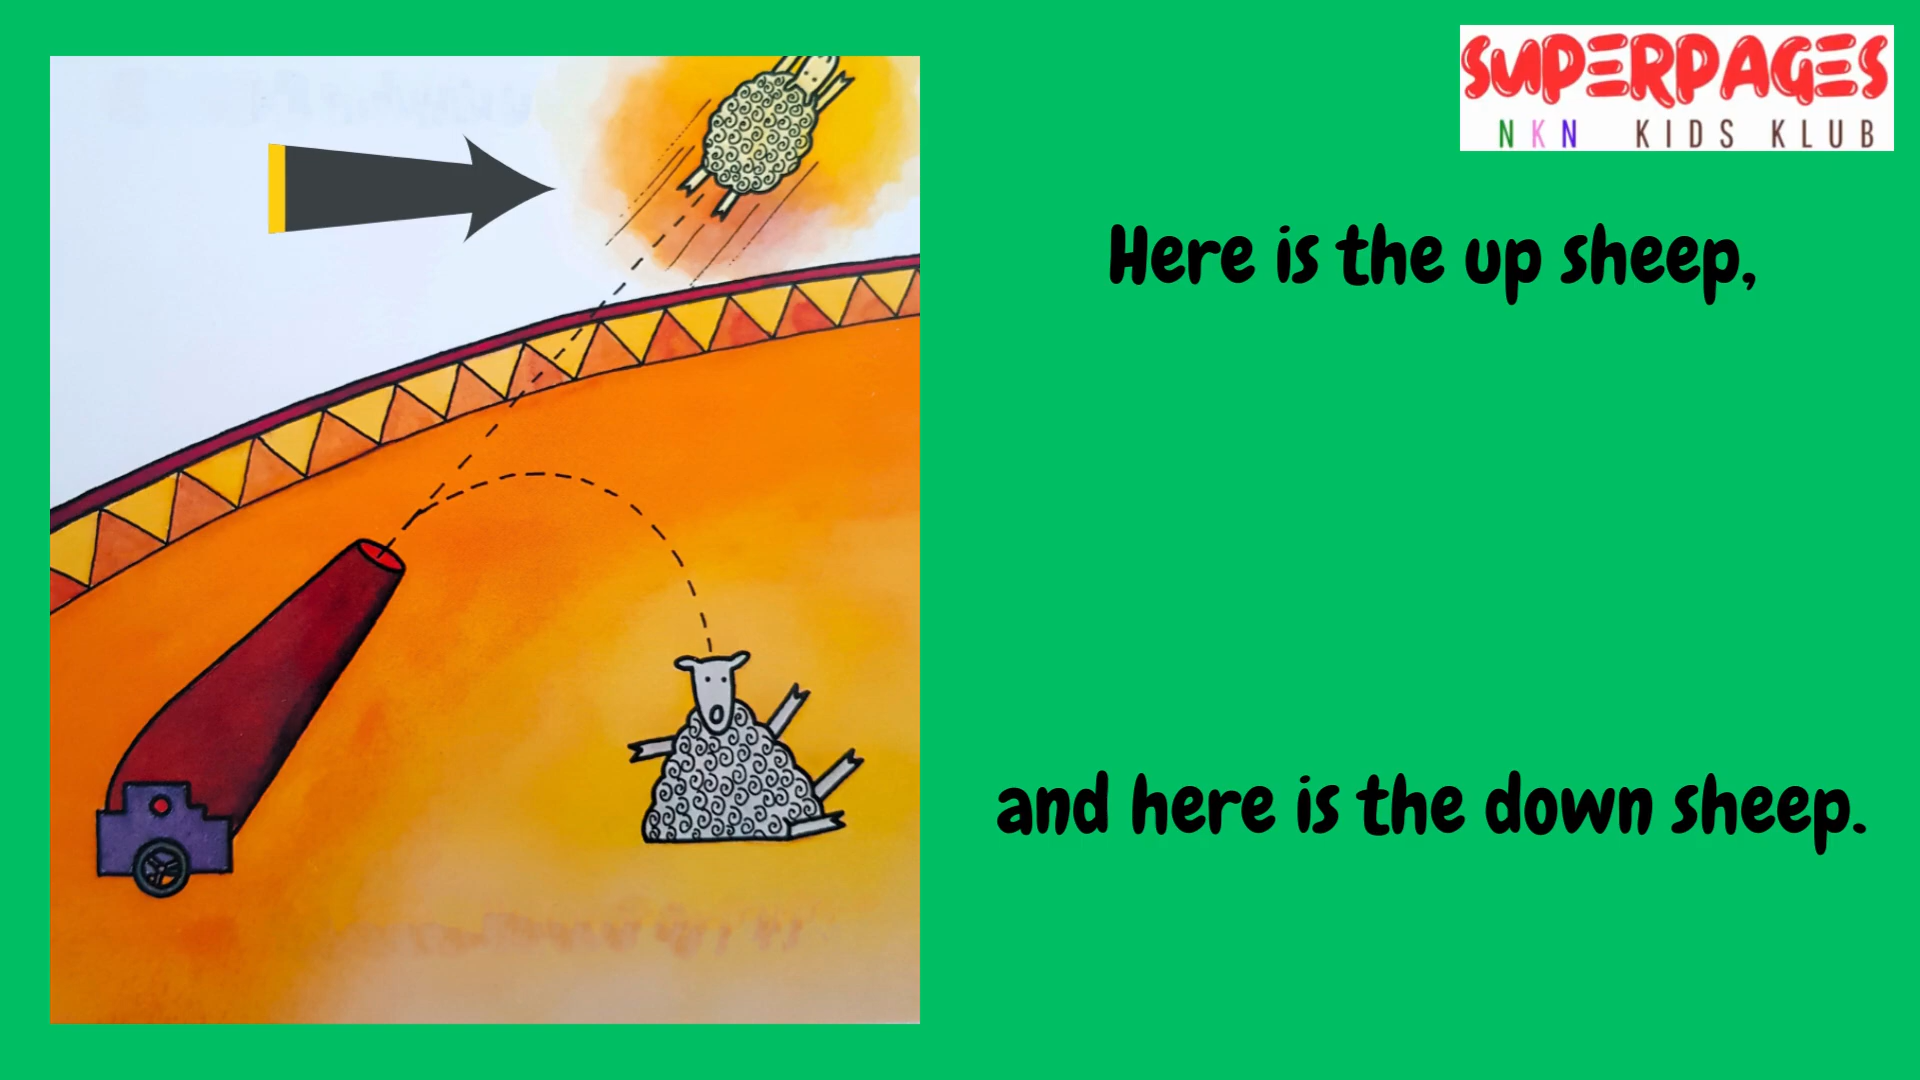 SUPERPAGES
NKN KIDS KLUB
Here is the up sheep,
and here is the down sheep.